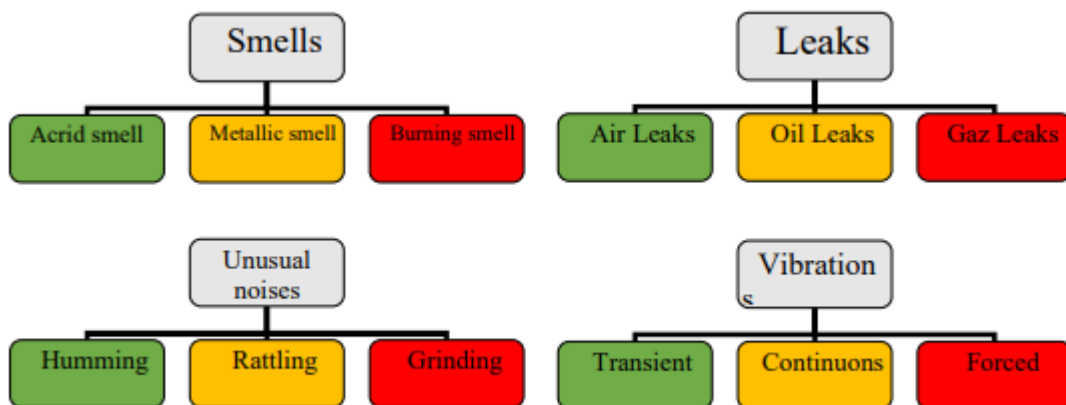 Smells
Leaks
Acrid smell
Metallic smell
Burning smell
Air Leaks
Oil Leaks
Gaz Leaks
Unusual
noises
Vibration
s
Humming
Rattling
Grinding
Transient
Continuons
Forced